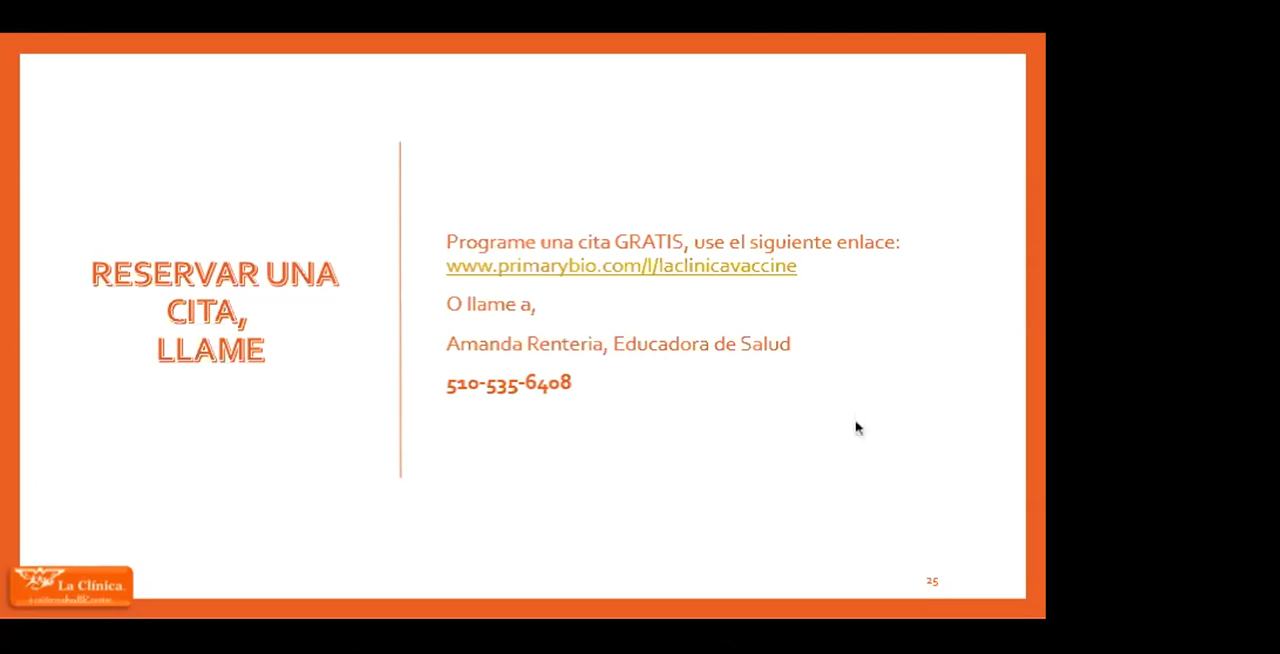 RESERVAR UNA
CITA,
LLAME
Programe una cita GRATIS, use el siguiente enlace:
www.primarybio.com/l/laclinicavaccine
O llame a,
Amanda Renteria, Educadora de Salud
510-535-6408
La Clínica.
25